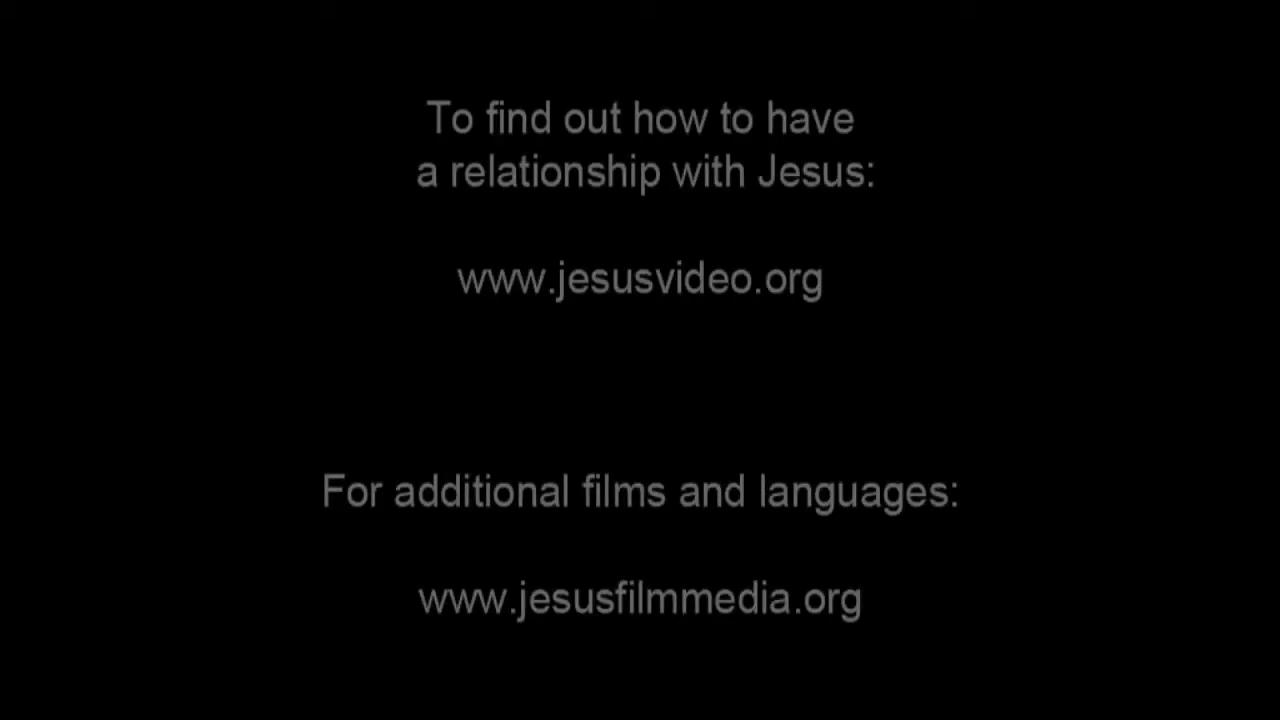 To find out how to have
a relationship with Jesus:
www.jesusvideo.org
For additional films and languages:
www.jesusfilmmedia.org